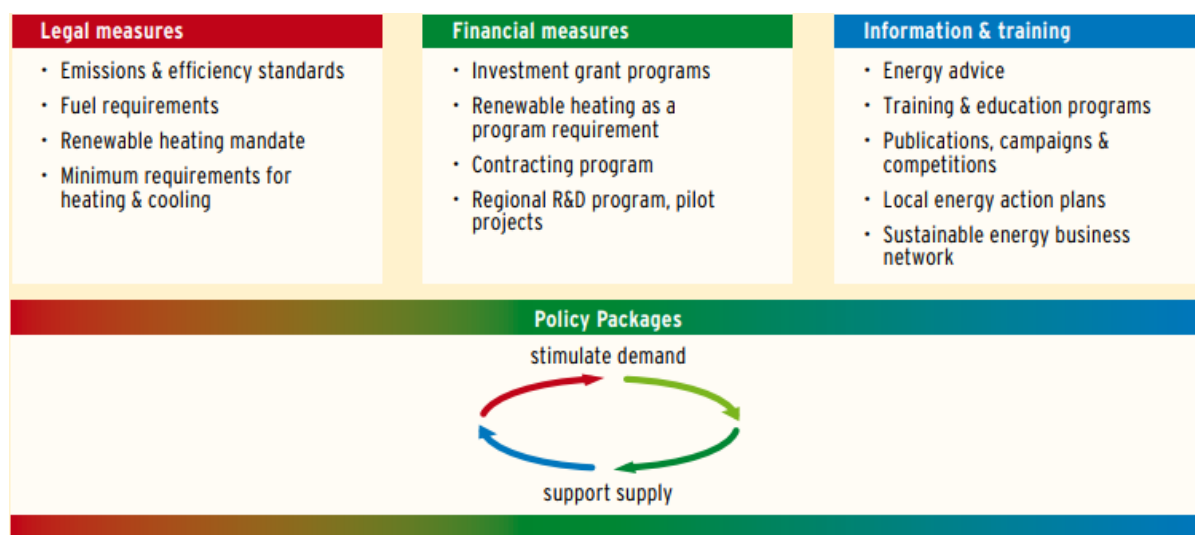 Legal measures
• Emissions & efficiency standards
• Fuel requirements
• Renewable heating mandate
• Minimum requirements for
heating & cooling
Financial measures
• Investment grant programs
• Renewable heating as a
program requirement
• Contracting program
• Regional R&D program, pilot
projects
Information & training
• Energy advice
• Training & education programs
• Publications, campaigns &
competitions
• Local energy action plans
• Sustainable energy business
network
Policy Packages
stimulate demand
support supply